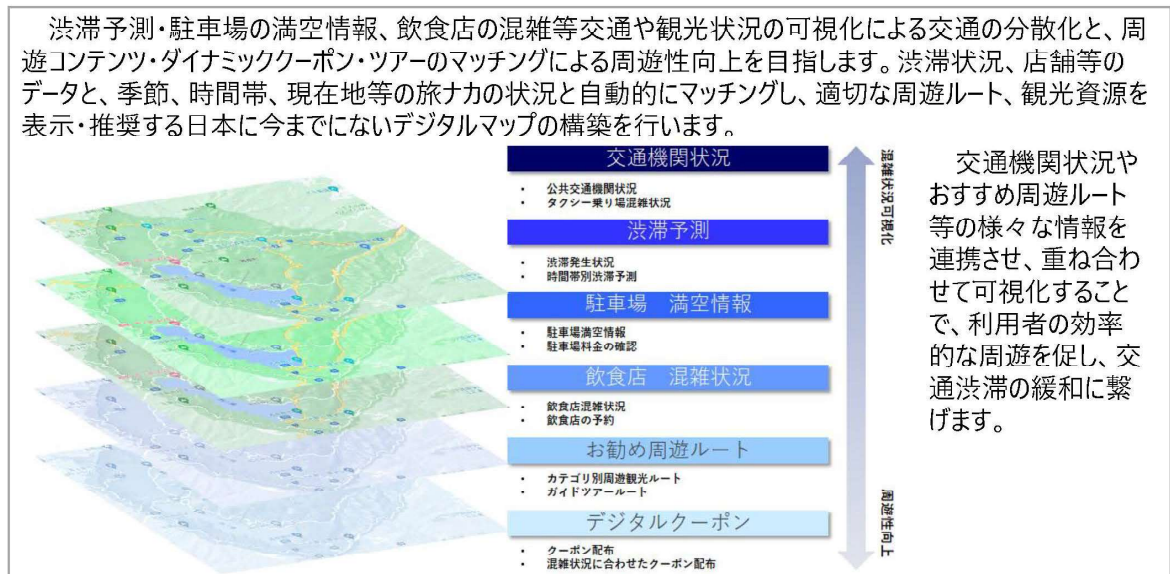 渋滞予測・駐車場の満空情報、飲食店の混雑等交通や観光状況の可視化による交通の分散化と、周
遊コンテンツ・ダイナミッククーポン・ツアーのマッチングによる周遊性向上を目指します。渋滞状況、店舗等の
データと、季節、時間帯、現在地等の旅ナカの状況と自動的にマッチングし、適切な周遊ルート、観光資源を
表示・推奨する日本に今までにないデジタルマップの構築を行います。
交通機関状況
・ 公共交通機関状況
・ タクシー乗り場混雑状況
渋滞予測
・ 渋滞発生状況
・ 時間帯別渋滞予測
駐車場 満空情報
・ 駐車場満空情報
・ 駐車場料金の確認
飲食店 混雑状況
・ 飲食店混雑状況
・ 飲食店の予約
お勧め周遊ルート
・ カテゴリ別周遊観光ルート
・ ガイドツアールート
デジタルクーポン
・ クーポン配布
・ 混雑状況に合わせたクーポン配布
混雑状況可視化
周遊性向上
交通機関状況や
おすすめ周遊ルート
等の様々な情報を
連携させ、重ね合わ
せて可視化すること
で、利用者の効率
的な周遊を促し、交
通渋滞の緩和に繋
げます。